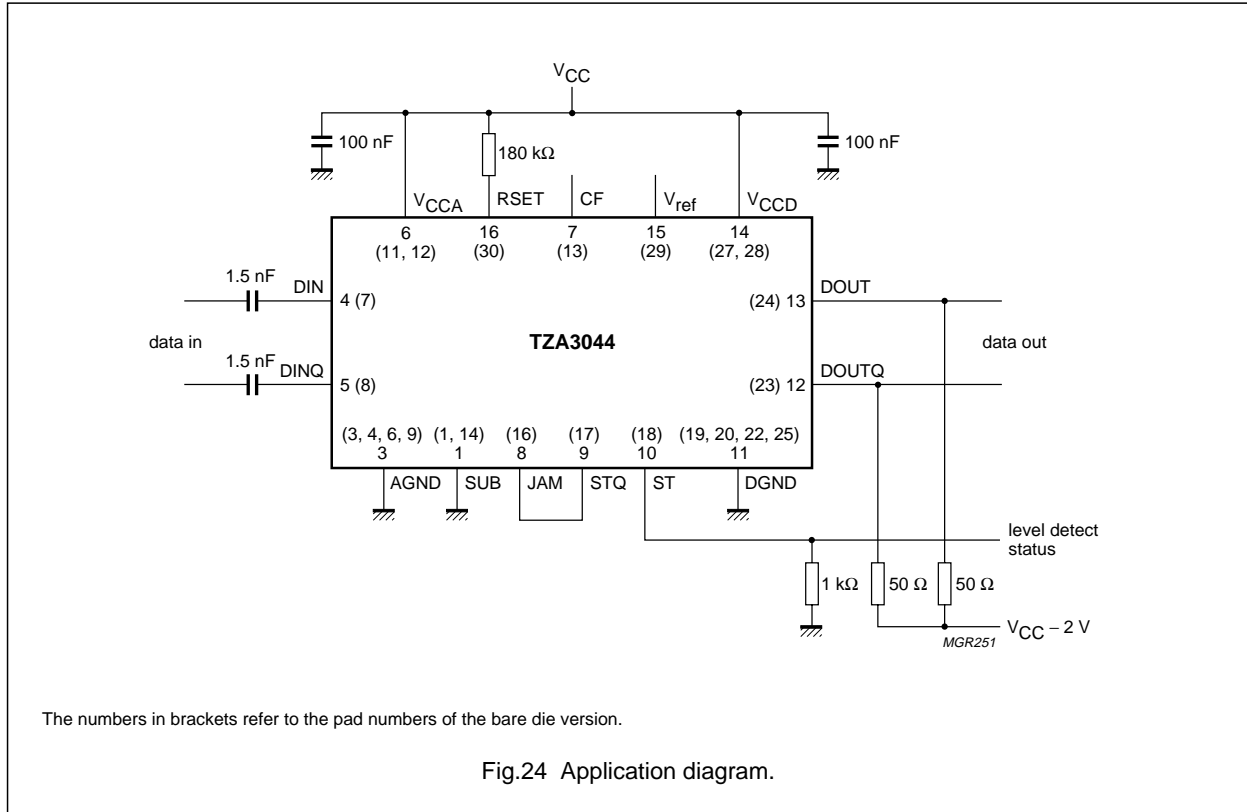 VCC
100 nF
180 kΩ
100 nF
VCCA
RSET
CF
Vref
VCCD
6
16
7
15
14
(11, 12)
(30)
(13)
(29)
(27, 28)
1.5 nF
DIN
4 (7)
(24) 13
DOUT
data in
TZA3044
data out
1.5 nF
DINQ
5 (8)
(23) 12
DOUTQ
(3, 4, 6, 9)
(1, 14)
(16)
(17)
(18)
(19, 20, 22, 25)
3
1
8
9
10
11
AGND
SUB
JAM
STQ
ST
DGND
level detect
status
1 kΩ
50 Ω
50 Ω
VCC − 2 V
MGR251
The numbers in brackets refer to the pad numbers of the bare die version.
Fig.24 Application diagram.